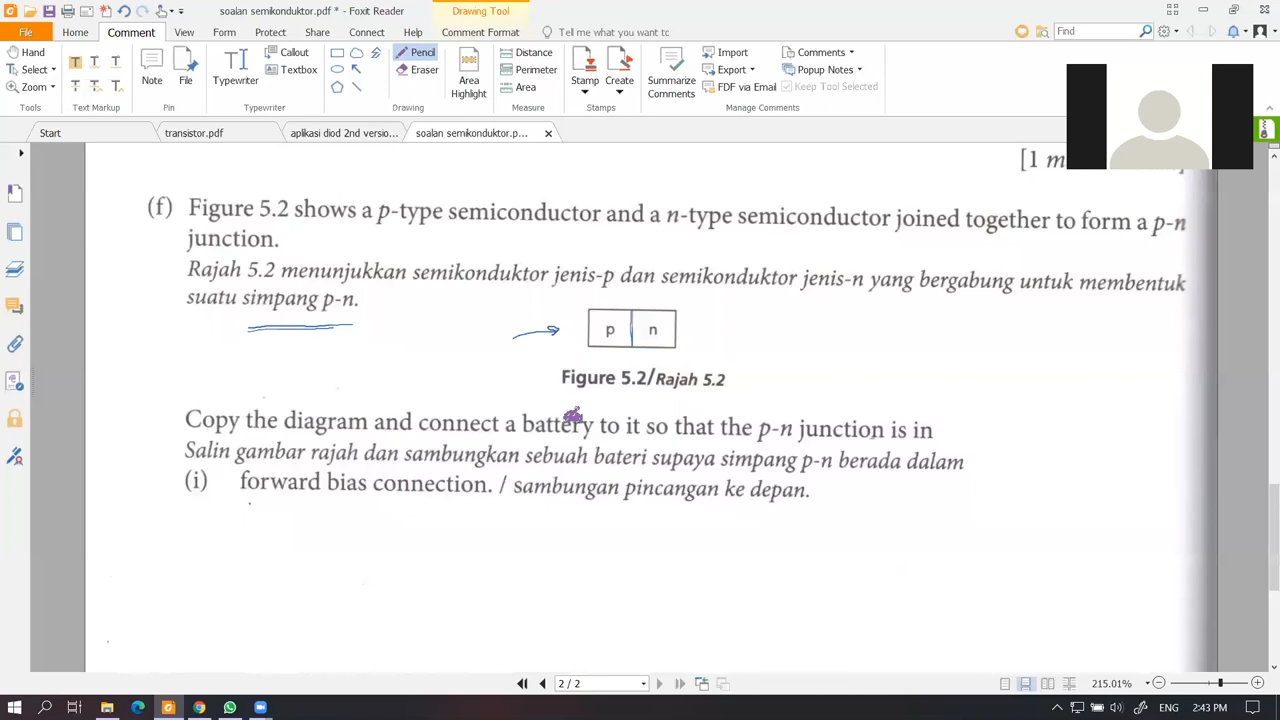 soalan semikonduktor.pdf * - Foxit Reader
Drawing Tool
File
Home
Comment
View
Form
Protect
Share
Connect
Help
Comment Format
Tell me what you want to
Find
Hand
Select
Zoom
Tools
Text Markup
Note
File
Pin
Typewriter
Callout
Textbox
Typewriter
Pencil
Eraser
Drawing
Area Highlight
Distance
Perimeter
Area
Measure
Stamp
Create
Stamps
Summarize Comments
Import
Export
FDF via Email
Comments
Popup Notes
Keep Tool Selected
Manage Comments
Start
transistor.pdf
aplikasi diod 2nd versio...
soalan semikonduktor.p...
[1 m
(f) Figure 5.2 shows a p-type semiconductor and a n-type semiconductor joined together to form a p-n
junction.
Rajah 5.2 menunjukkan semikonduktor jenis-p dan semikonduktor jenis-n yang bergabung untuk membentuk
suatu simpang p-n.
p n
Figure 5.2/Rajah 5.2
Copy the diagram and connect a battery to it so that the p-n junction is in
Salin gambar rajah dan sambungkan sebuah bateri supaya simpang p-n berada dalam
(i) forward bias connection. / sambungan pincangan ke depan.
2 / 2
215.01%
ENG
2:43 PM